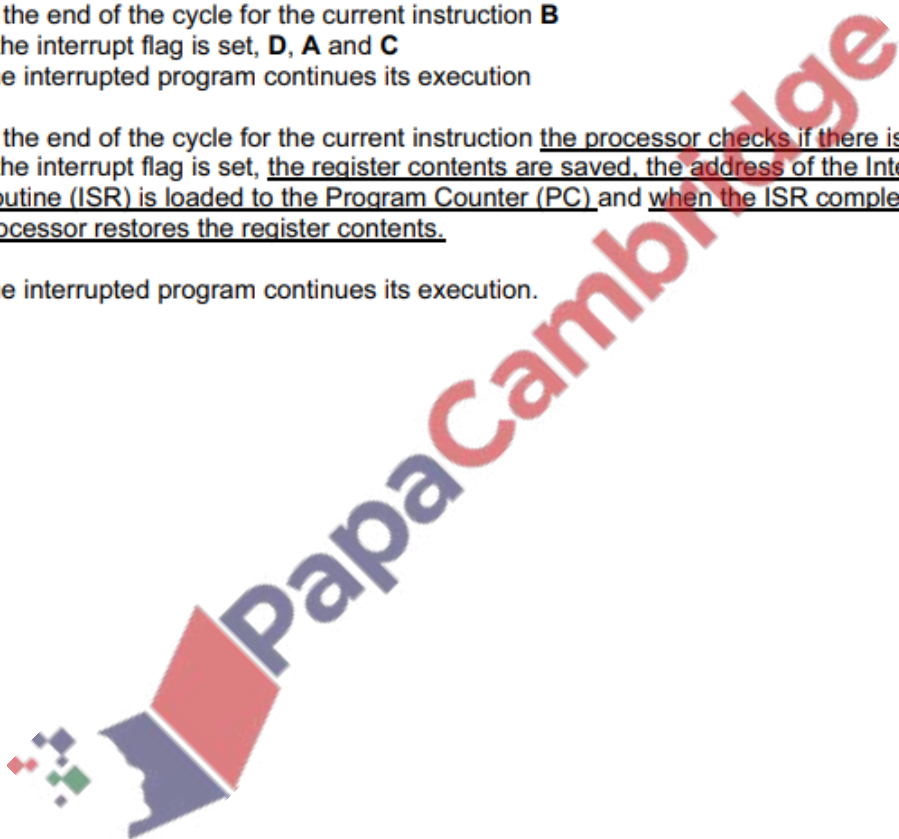 the end of the cycle for the current instruction B
the interrupt flag is set, D, A and C
e interrupted program continues its execution
the end of the cycle for the current instruction the processor checks if there is
the interrupt flag is set, the register contents are saved, the address of the Inte
outine (ISR) is loaded to the Program Counter (PC) and when the ISR comple
ocessor restores the register contents.
e interrupted program continues its execution.
PapaCambridge